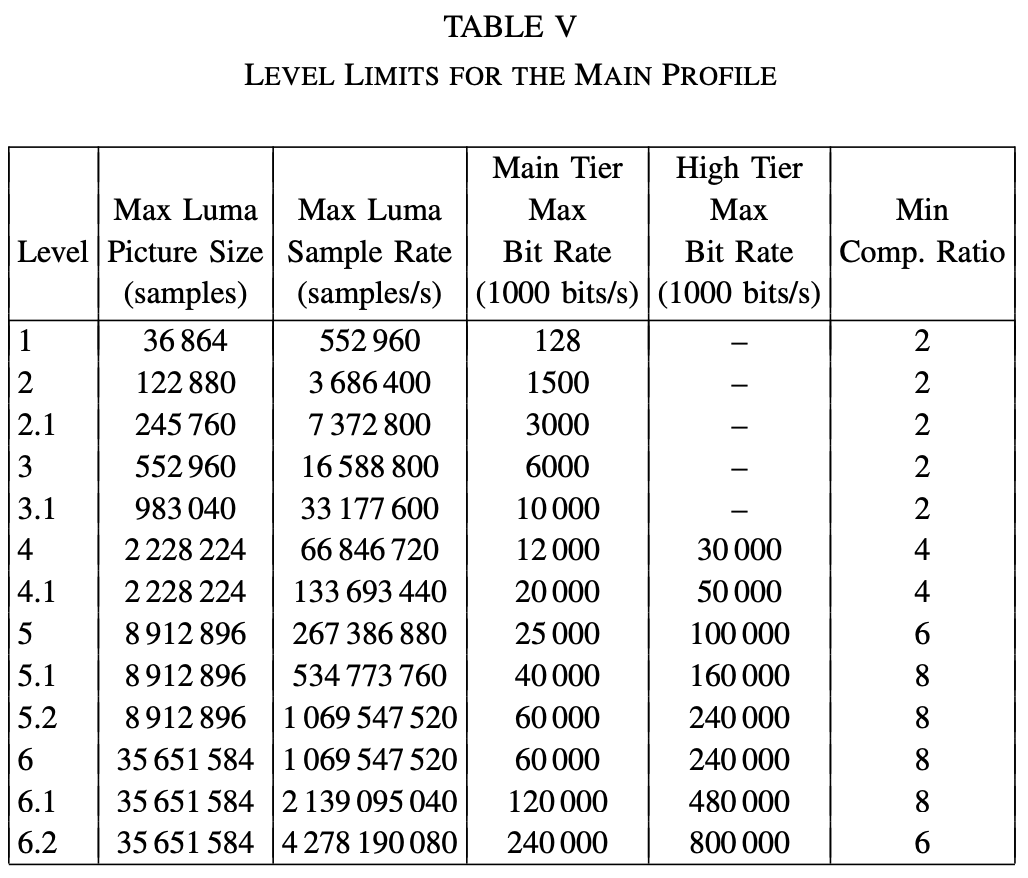 TABLE V
LEVEL LIMITS FOR THE MAIN PROFILE
Main Tier High Tier
Max Luma Max Luma Max Max Min
Level Picture Size Sample Rate Bit Rate Bit Rate Comp. Ratio
(samples) (samples/s) (1000 bits/s) (1000 bits/s)
1 36 864 552 960 128 – 2
2 122 880 3 686 400 1500 – 2
2.1 245 760 7 372 800 3000 – 2
3 552 960 16 588 800 6000 – 2
3.1 983 040 33 177 600 10 000 – 2
4 2 228 224 66 846 720 12 000 30 000 4
4.1 2 228 224 133 693 440 20 000 50 000 4
5 8 912 896 267 386 880 25 000 100 000 6
5.1 8 912 896 534 773 760 40 000 160 000 8
5.2 8 912 896 1 069 547 520 60 000 240 000 8
6 35 651 584 1 069 547 520 60 000 240 000 8
6.1 35 651 584 2 139 095 040 120 000 480 000 8
6.2 35 651 584 4 278 190 080 240 000 800 000 6